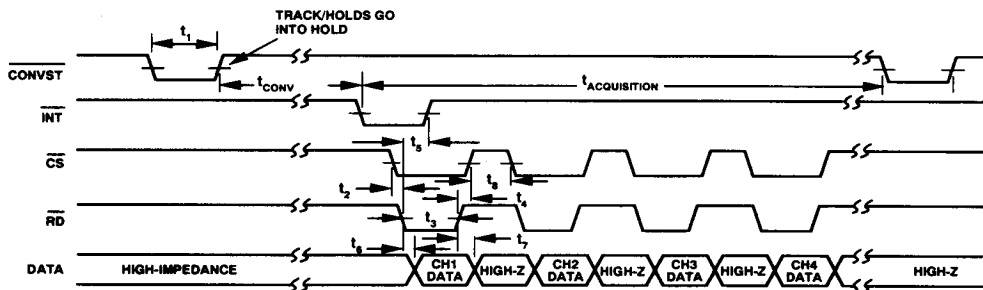 TRACK/HOLDS GO
INTO HOLD
t1
CONVST
tCONV
tACQUISITION
INT
t5
CS
t2
t8
t4
RD
t3
t6
t7
DATA
HIGH-IMPEDANCE
CH1
DATA
HIGH-Z
CH2
DATA
HIGH-Z
CH3
DATA
HIGH-Z
CH4
DATA
HIGH-Z